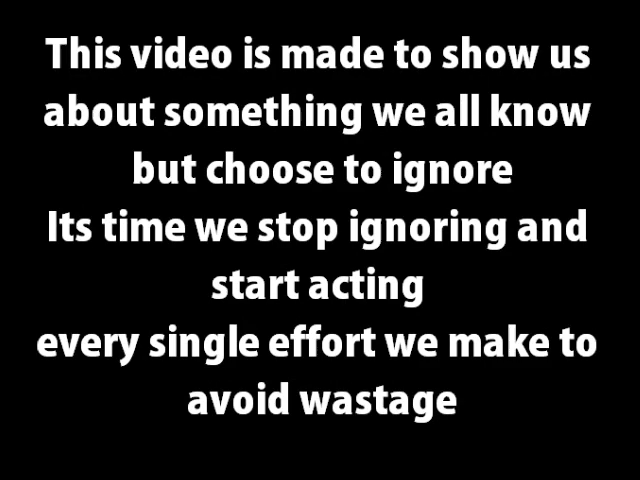 This video is made to show us
about something we all know
but choose to ignore
Its time we stop ignoring and
start acting
every single effort we make to
avoid wastage